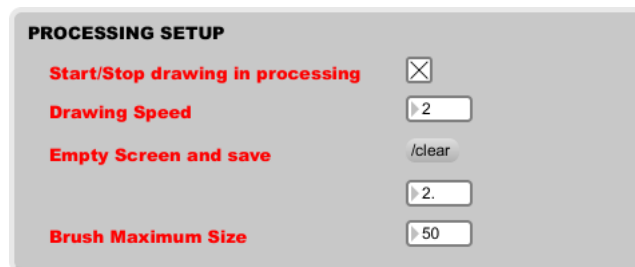 PROCESSING SETUP
Start/Stop drawing in processing
Drawing Speed 2
Empty Screen and save /clear
2.
Brush Maximum Size 50